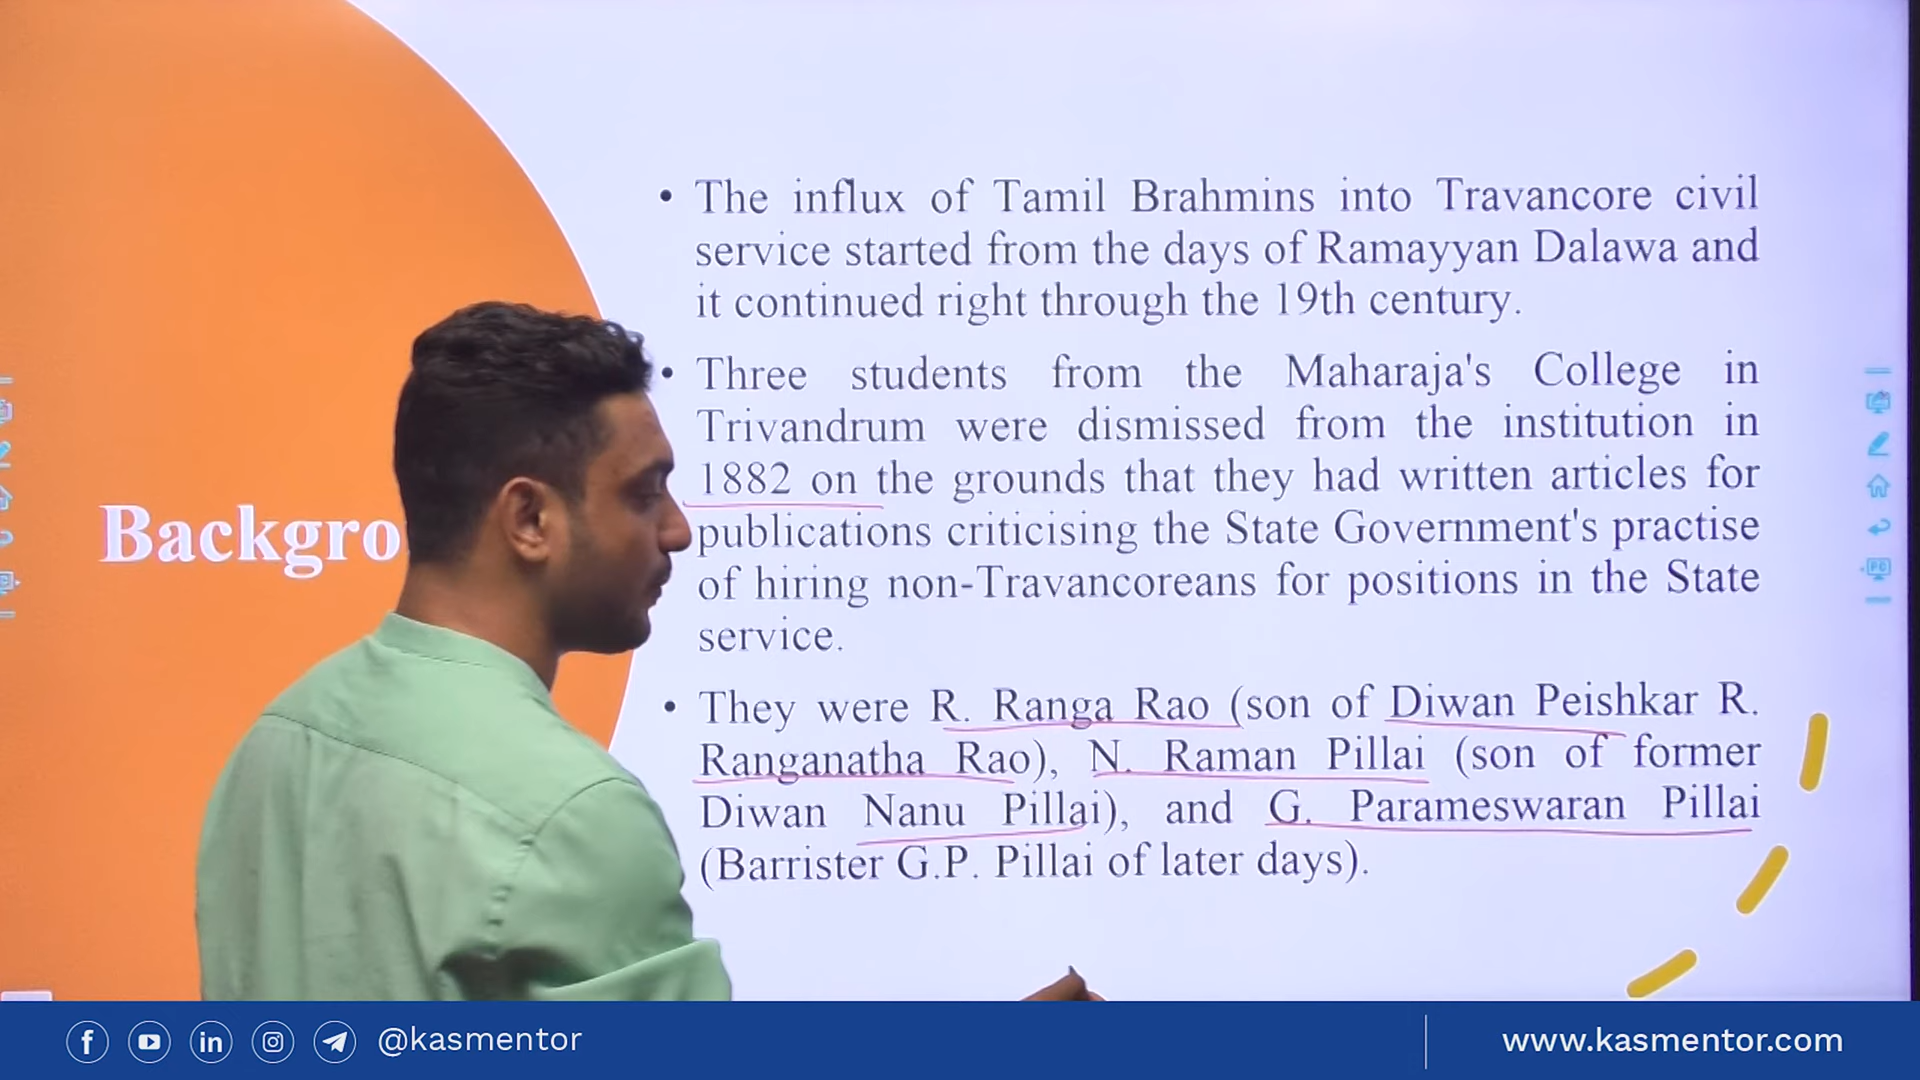 • The influx of Tamil Brahmins into Travancore civil
service started from the days of Ramayyan Dalawa and
it continued right through the 19th century.
• Three students from the Maharaja's College in
Trivandrum were dismissed from the institution in
1882 on the grounds that they had written articles for
publications criticising the State Government's practise
of hiring non-Travancoreans for positions in the State
service.
• They were R. Ranga Rao (son of Diwan Peishkar R.
Ranganatha Rao), N. Raman Pillai (son of former
Diwan Nanu Pillai), and G. Parameswaran Pillai
(Barrister G.P. Pillai of later days).
@kasmentor
www.kasmentor.com